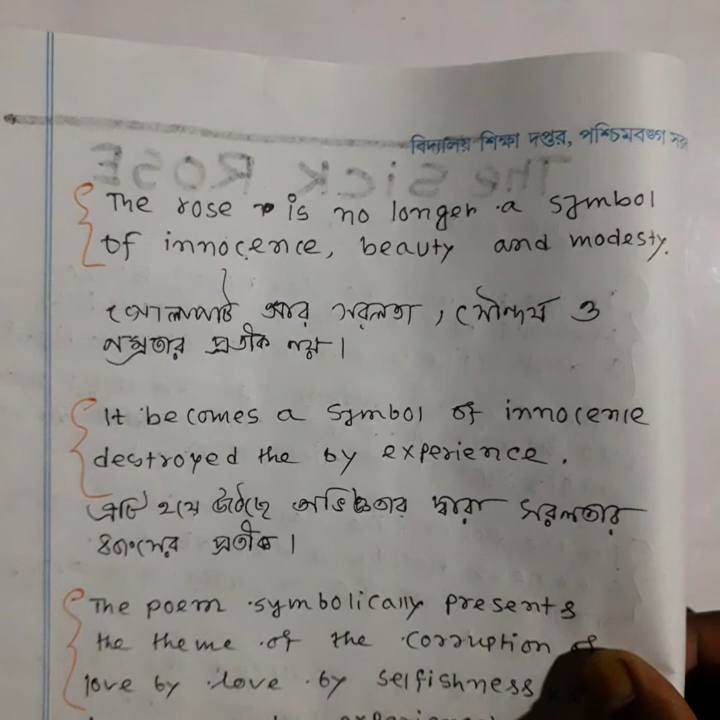 বিদ্যালয় শিক্ষা দপ্তর, পশ্চিমবঙ্গ
The SICK ROSE
The rose is no longer a symbol
of innocence, beauty and modesty.
গোলাপটি আর সরলতা, সৌন্দর্য ও
নম্রতার প্রতীক নয়।
It becomes a symbol of innocence
destroyed the by experience.
এটি হয়ে উঠেছে অভিজ্ঞতার দ্বারা সরলতার
ধ্বংসের প্রতীক।
The poem symbolically presents
the theme of the corruption of
love by love by selfishness